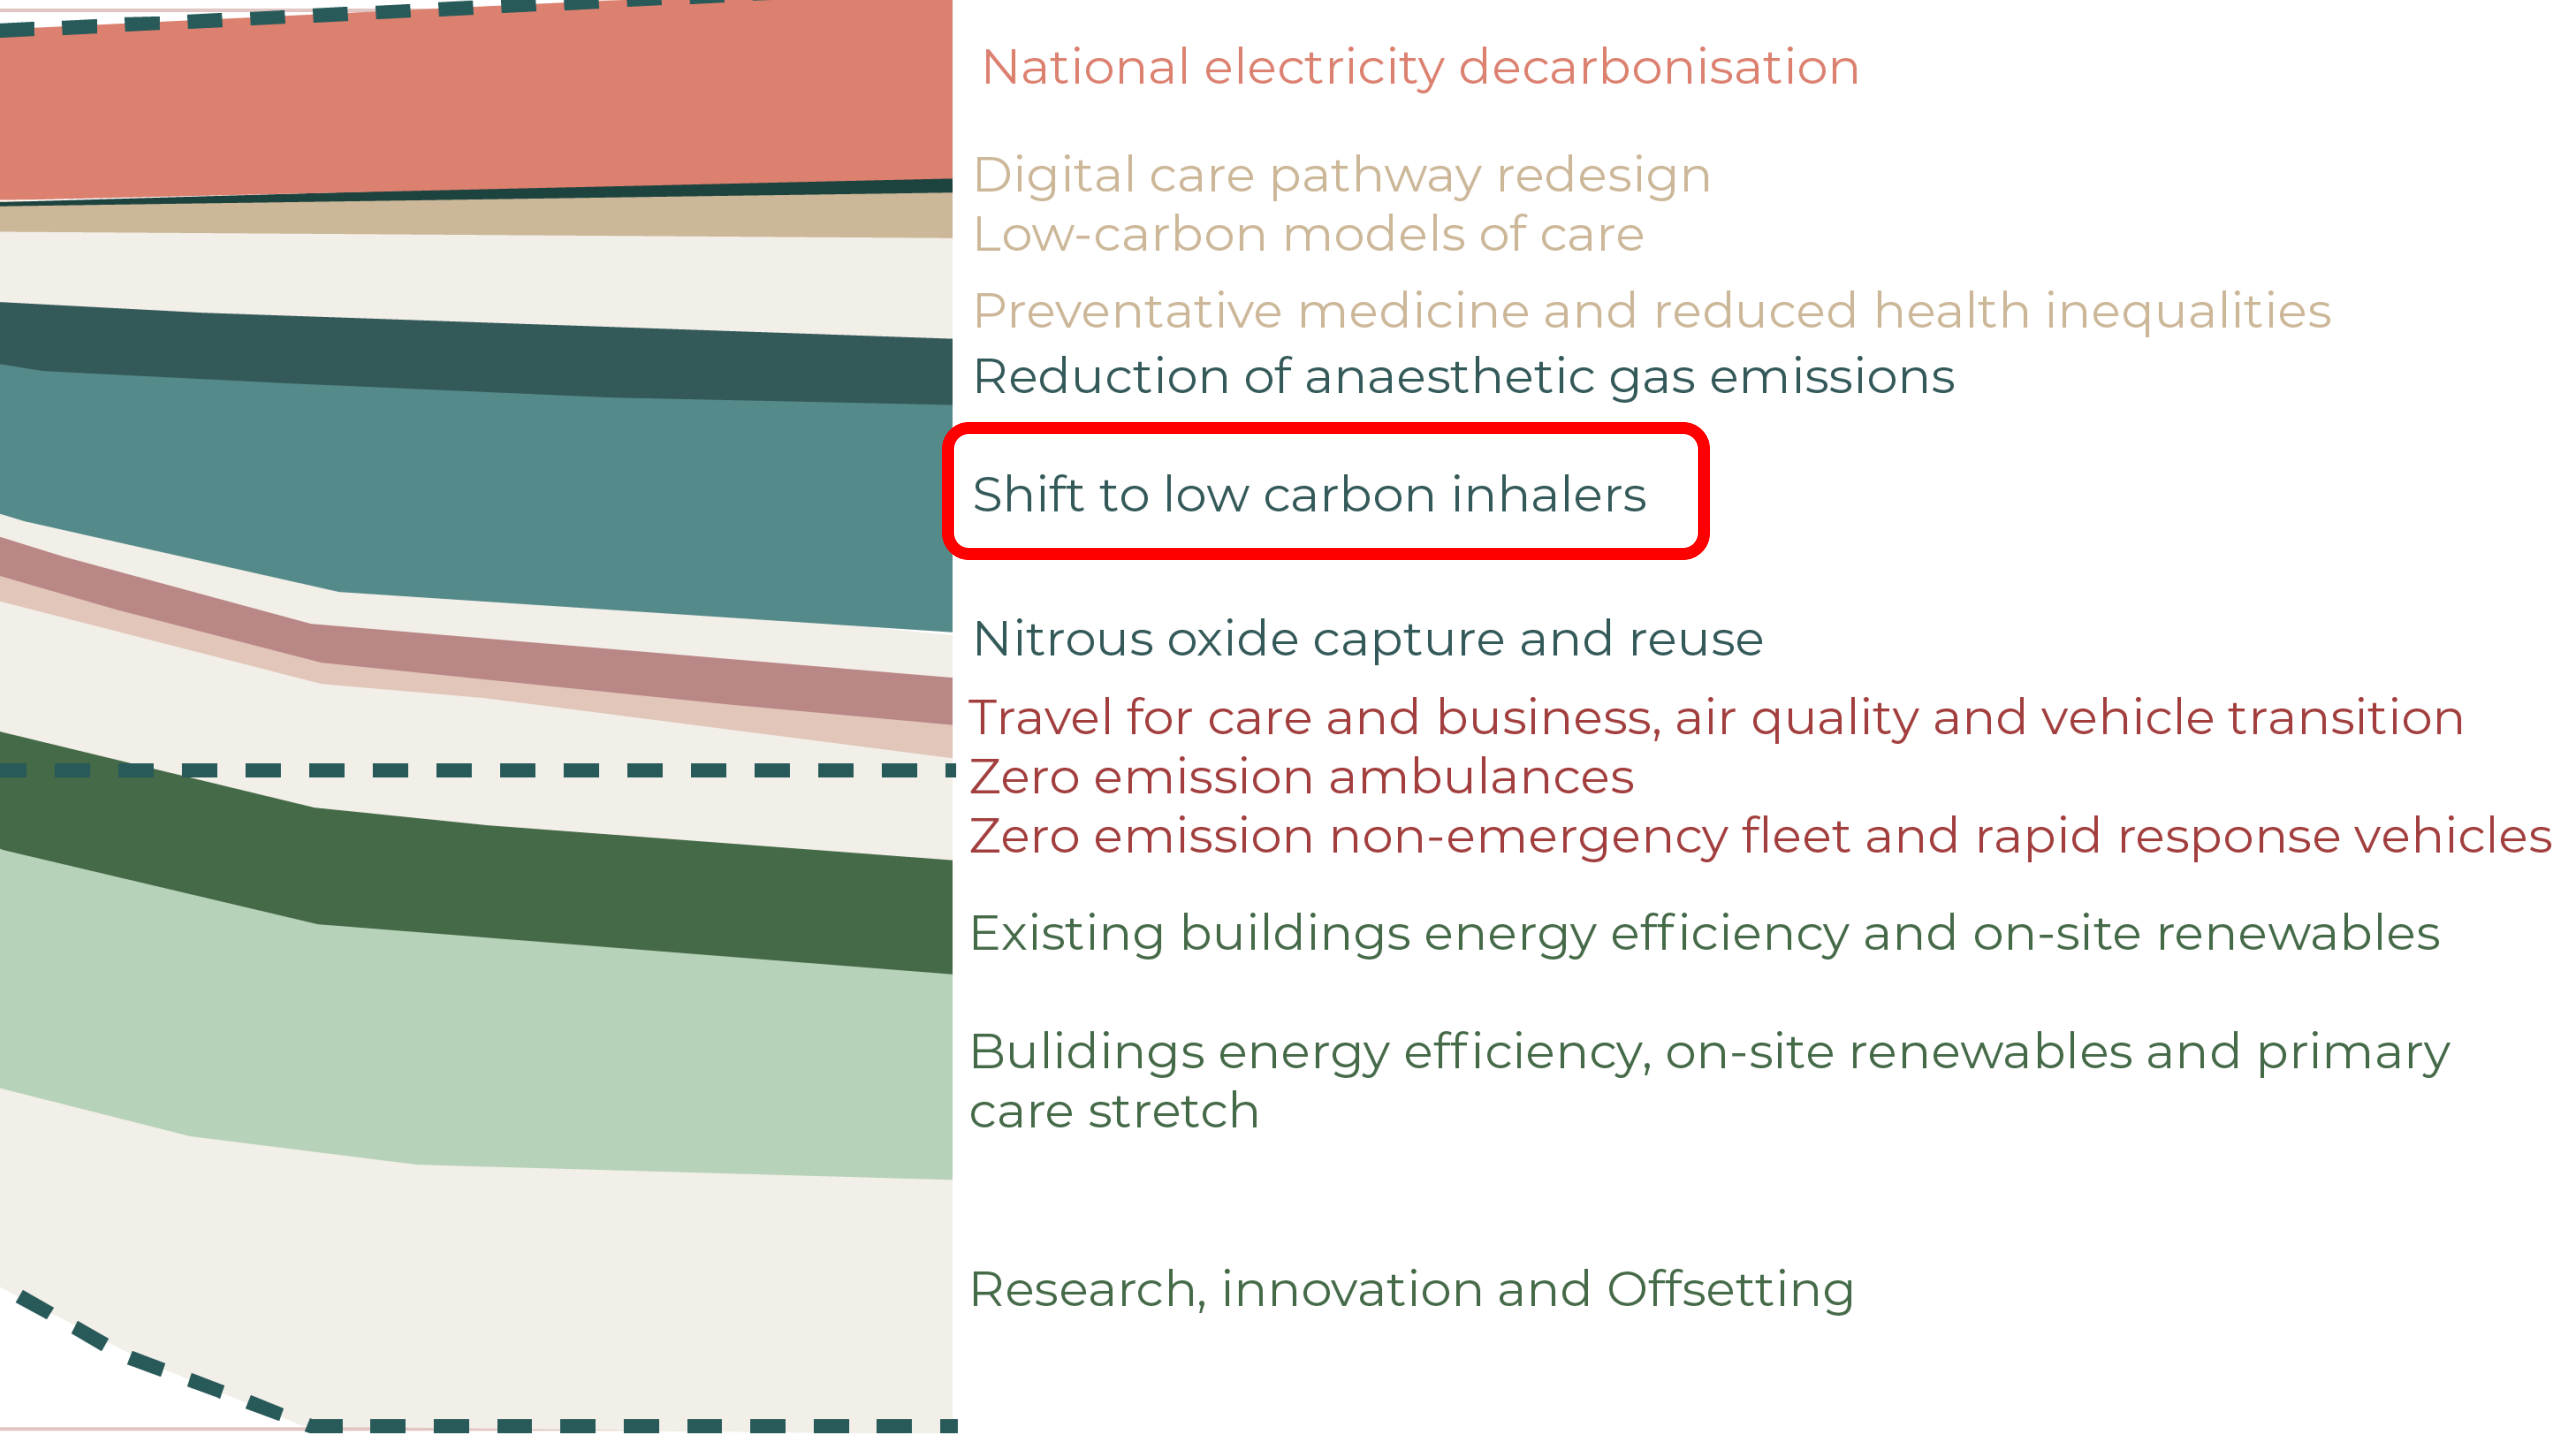 National electricity decarbonisation
Digital care pathway redesign
Low-carbon models of care
Preventative medicine and reduced health inequalities
Reduction of anaesthetic gas emissions
Shift to low carbon inhalers
Nitrous oxide capture and reuse
Travel for care and business, air quality and vehicle transition
Zero emission ambulances
Zero emission non-emergency fleet and rapid response vehicles
Existing buildings energy efficiency and on-site renewables
Bulidings energy efficiency, on-site renewables and primary
care stretch
Research, innovation and Offsetting